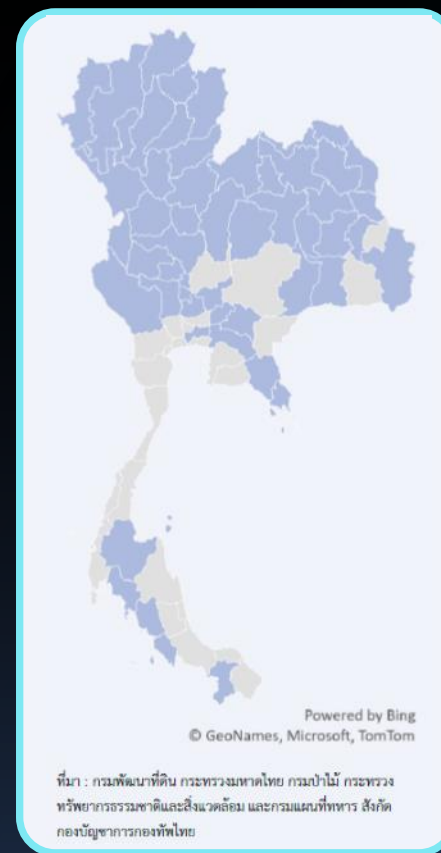 Powered by Bing
© GeoNames, Microsoft, TomTom
ที่มา : กรมพัฒนาที่ดิน กระทรวงมหาดไทย กรมป่าไม้ กระทรวง
ทรัพยากรธรรมชาติและสิ่งแวดล้อม และกรมแผนที่ทหาร สังกัด
กองบัญชาการกองทัพไทย